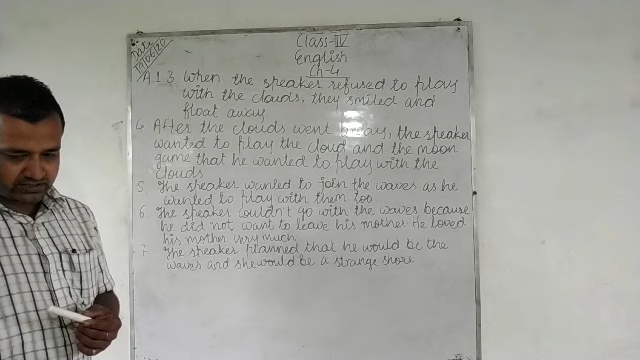 Date
19/06/20
Class-IV
English
Ch-4
A.1 3. When the speaker refused to play
with the clouds, they smiled and
float away
4. After the clouds went away, the speaker
wanted to play the cloud and the moon
game that he wanted to play with the
clouds
5. The speaker wanted to join the waves as he
wanted to play with them too
6. The speaker couldn't go with the waves because
he did not want to leave his mother. He loved
his mother very much
7. The speaker planned that he would be the
waves and she would be a strange shore